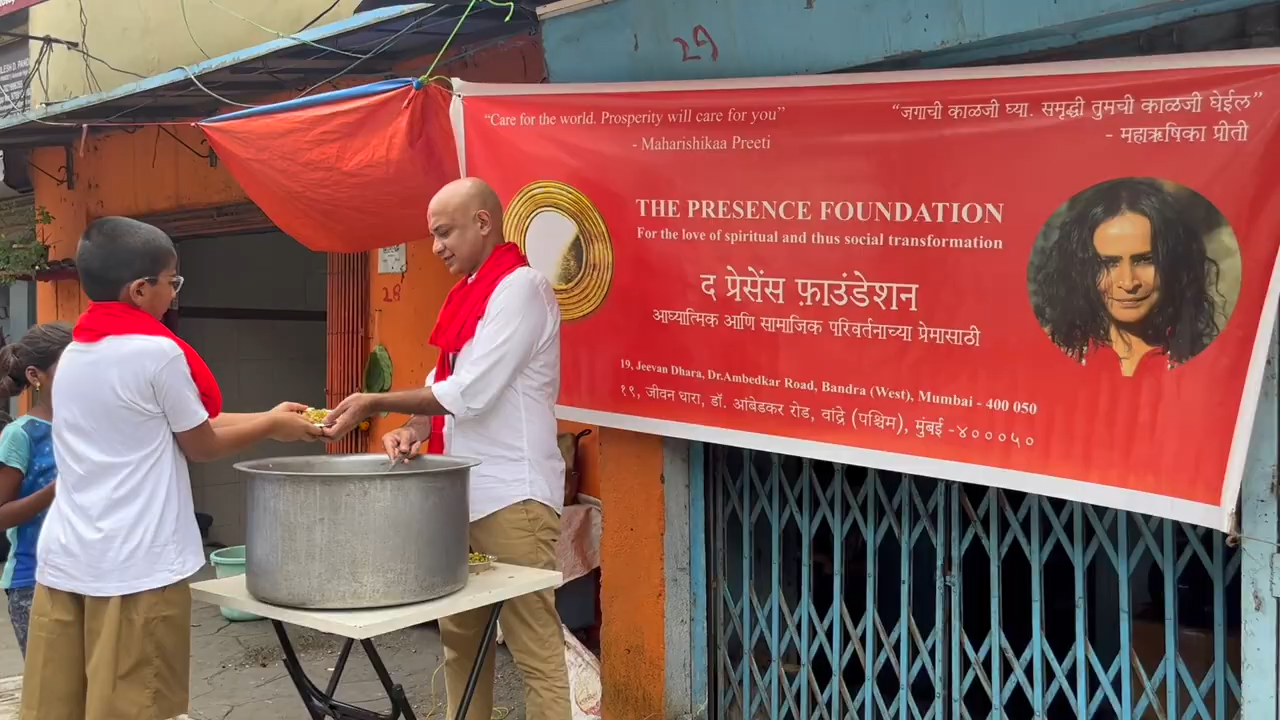 29
“Care for the world. Prosperity will care for you”
- Maharishikaa Preeti
“जगाची काळजी घ्या. समृद्धी तुमची काळजी घेईल”
- महाऋषिका प्रीती
THE PRESENCE FOUNDATION
For the love of spiritual and thus social transformation
द प्रेसेंस फ़ाउंडेशन
आध्यात्मिक आणि सामाजिक परिवर्तनाच्या प्रेमासाठी
19, Jeevan Dhara, Dr.Ambedkar Road, Bandra (West), Mumbai - 400 050
१९, जीवन धारा, डॉ. आंबेडकर रोड, वांद्रे (पश्चिम), मुंबई -४०००५०
28